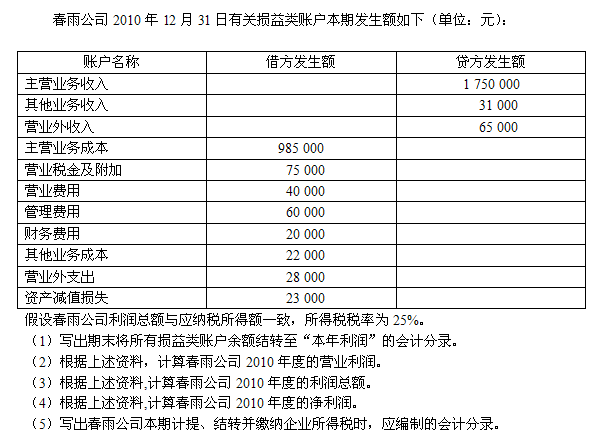 春雨公司 2010 年 12 月 31 日有关损益类账户本期发生额如下（单位：元）：
账户名称 借方发生额 贷方发生额
主营业务收入 1 750 000
其他业务收入 31 000
营业外收入 65 000
主营业务成本 985 000
营业税金及附加 75 000
营业费用 40 000
管理费用 60 000
财务费用 20 000
其他业务成本 22 000
营业外支出 28 000
资产减值损失 23 000
假设春雨公司利润总额与应纳税所得额一致，所得税税率为 25%。
（1）写出期末将所有损益类账户余额结转至“本年利润”的会计分录。
（2）根据上述资料，计算春雨公司 2010 年度的营业利润。
（3）根据上述资料,计算春雨公司 2010 年度的利润总额。
（4）根据上述资料,计算春雨公司 2010 年度的净利润。
（5）写出春雨公司本期计提、结转并缴纳企业所得税时，应编制的会计分录。